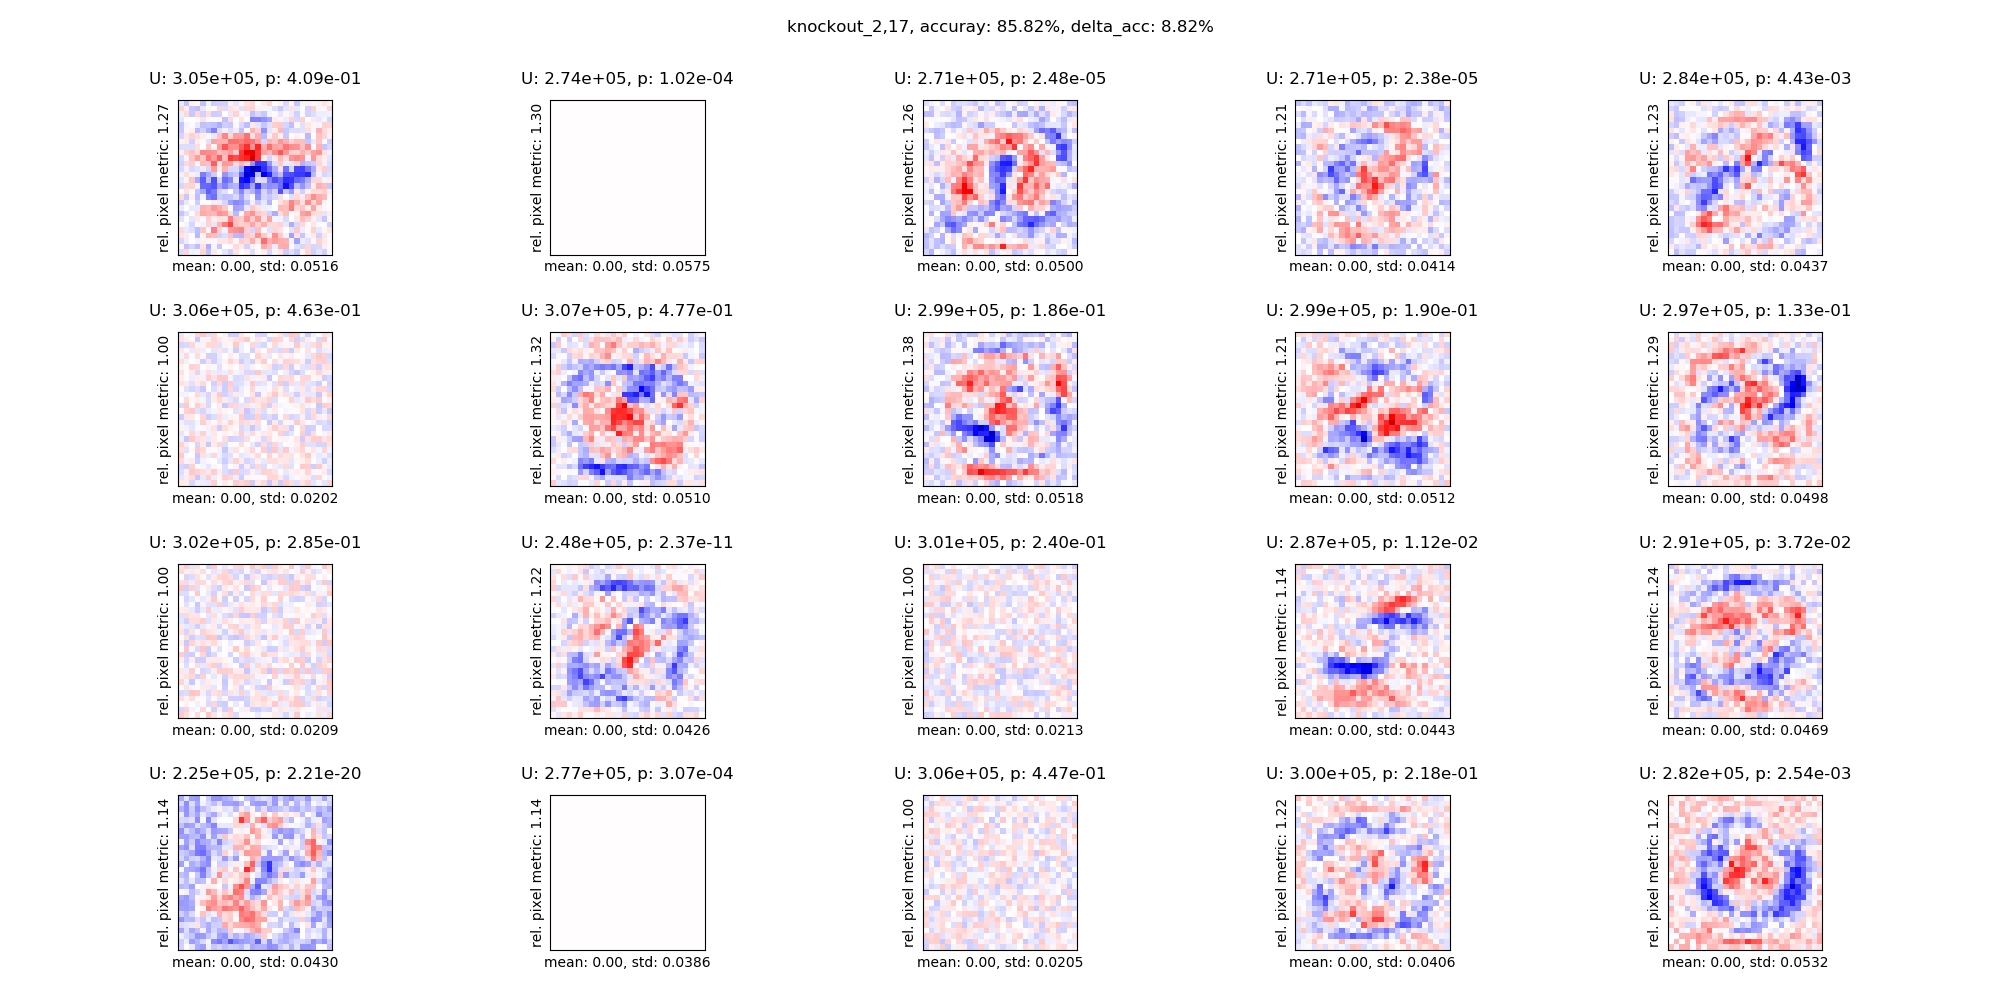 knockout_2,17, accuray: 85.82%, delta_acc: 8.82%
U: 3.05e+05, p: 4.09e-01
rel. pixel metric: 1.27
mean: 0.00, std: 0.0516
U: 2.74e+05, p: 1.02e-04
rel. pixel metric: 1.30
mean: 0.00, std: 0.0575
U: 2.71e+05, p: 2.48e-05
rel. pixel metric: 1.26
mean: 0.00, std: 0.0500
U: 2.71e+05, p: 2.38e-05
rel. pixel metric: 1.21
mean: 0.00, std: 0.0414
U: 2.84e+05, p: 4.43e-03
rel. pixel metric: 1.23
mean: 0.00, std: 0.0437
U: 3.06e+05, p: 4.63e-01
rel. pixel metric: 1.00
mean: 0.00, std: 0.0202
U: 3.07e+05, p: 4.77e-01
rel. pixel metric: 1.32
mean: 0.00, std: 0.0510
U: 2.99e+05, p: 1.86e-01
rel. pixel metric: 1.38
mean: 0.00, std: 0.0518
U: 2.99e+05, p: 1.90e-01
rel. pixel metric: 1.21
mean: 0.00, std: 0.0512
U: 2.97e+05, p: 1.33e-01
rel. pixel metric: 1.29
mean: 0.00, std: 0.0498
U: 3.02e+05, p: 2.85e-01
rel. pixel metric: 1.00
mean: 0.00, std: 0.0209
U: 2.48e+05, p: 2.37e-11
rel. pixel metric: 1.22
mean: 0.00, std: 0.0426
U: 3.01e+05, p: 2.40e-01
rel. pixel metric: 1.00
mean: 0.00, std: 0.0213
U: 2.87e+05, p: 1.12e-02
rel. pixel metric: 1.14
mean: 0.00, std: 0.0443
U: 2.91e+05, p: 3.72e-02
rel. pixel metric: 1.24
mean: 0.00, std: 0.0469
U: 2.25e+05, p: 2.21e-20
rel. pixel metric: 1.14
mean: 0.00, std: 0.0430
U: 2.77e+05, p: 3.07e-04
rel. pixel metric: 1.14
mean: 0.00, std: 0.0386
U: 3.06e+05, p: 4.47e-01
rel. pixel metric: 1.00
mean: 0.00, std: 0.0205
U: 3.00e+05, p: 2.18e-01
rel. pixel metric: 1.22
mean: 0.00, std: 0.0406
U: 2.82e+05, p: 2.54e-03
rel. pixel metric: 1.22
mean: 0.00, std: 0.0532